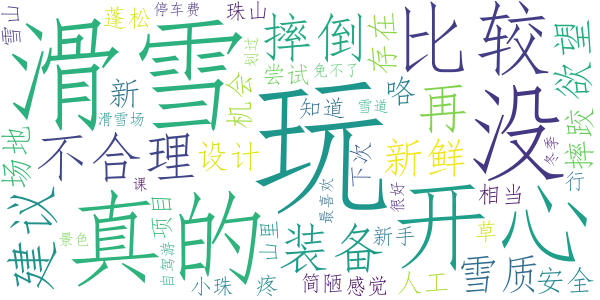 滑雪
玩
真的
开心
没
比较
不合理
建议
摔倒
装备
新鲜
再
设计
欲望
雪质
存在
机会
场地
摔跤
新
咯
尝试
知道
下次
相当
安全
人工
感觉
简陋
疼
小珠
项目
山里
新手
蓬松
珠山
雪山
停车费
免不了
雪道
滑雪场
课
景色
自驾游
最喜欢
很好
草
行
冬季